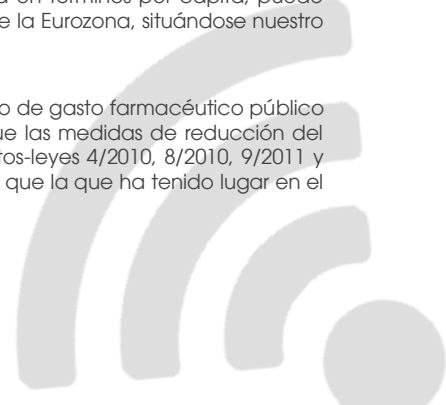 en términos per cápita, puede
e la Eurozona, situándose nuestro
o de gasto farmacéutico público
ue las medidas de reducción del
tos-leyes 4/2010, 8/2010, 9/2011 y
que la que ha tenido lugar en el